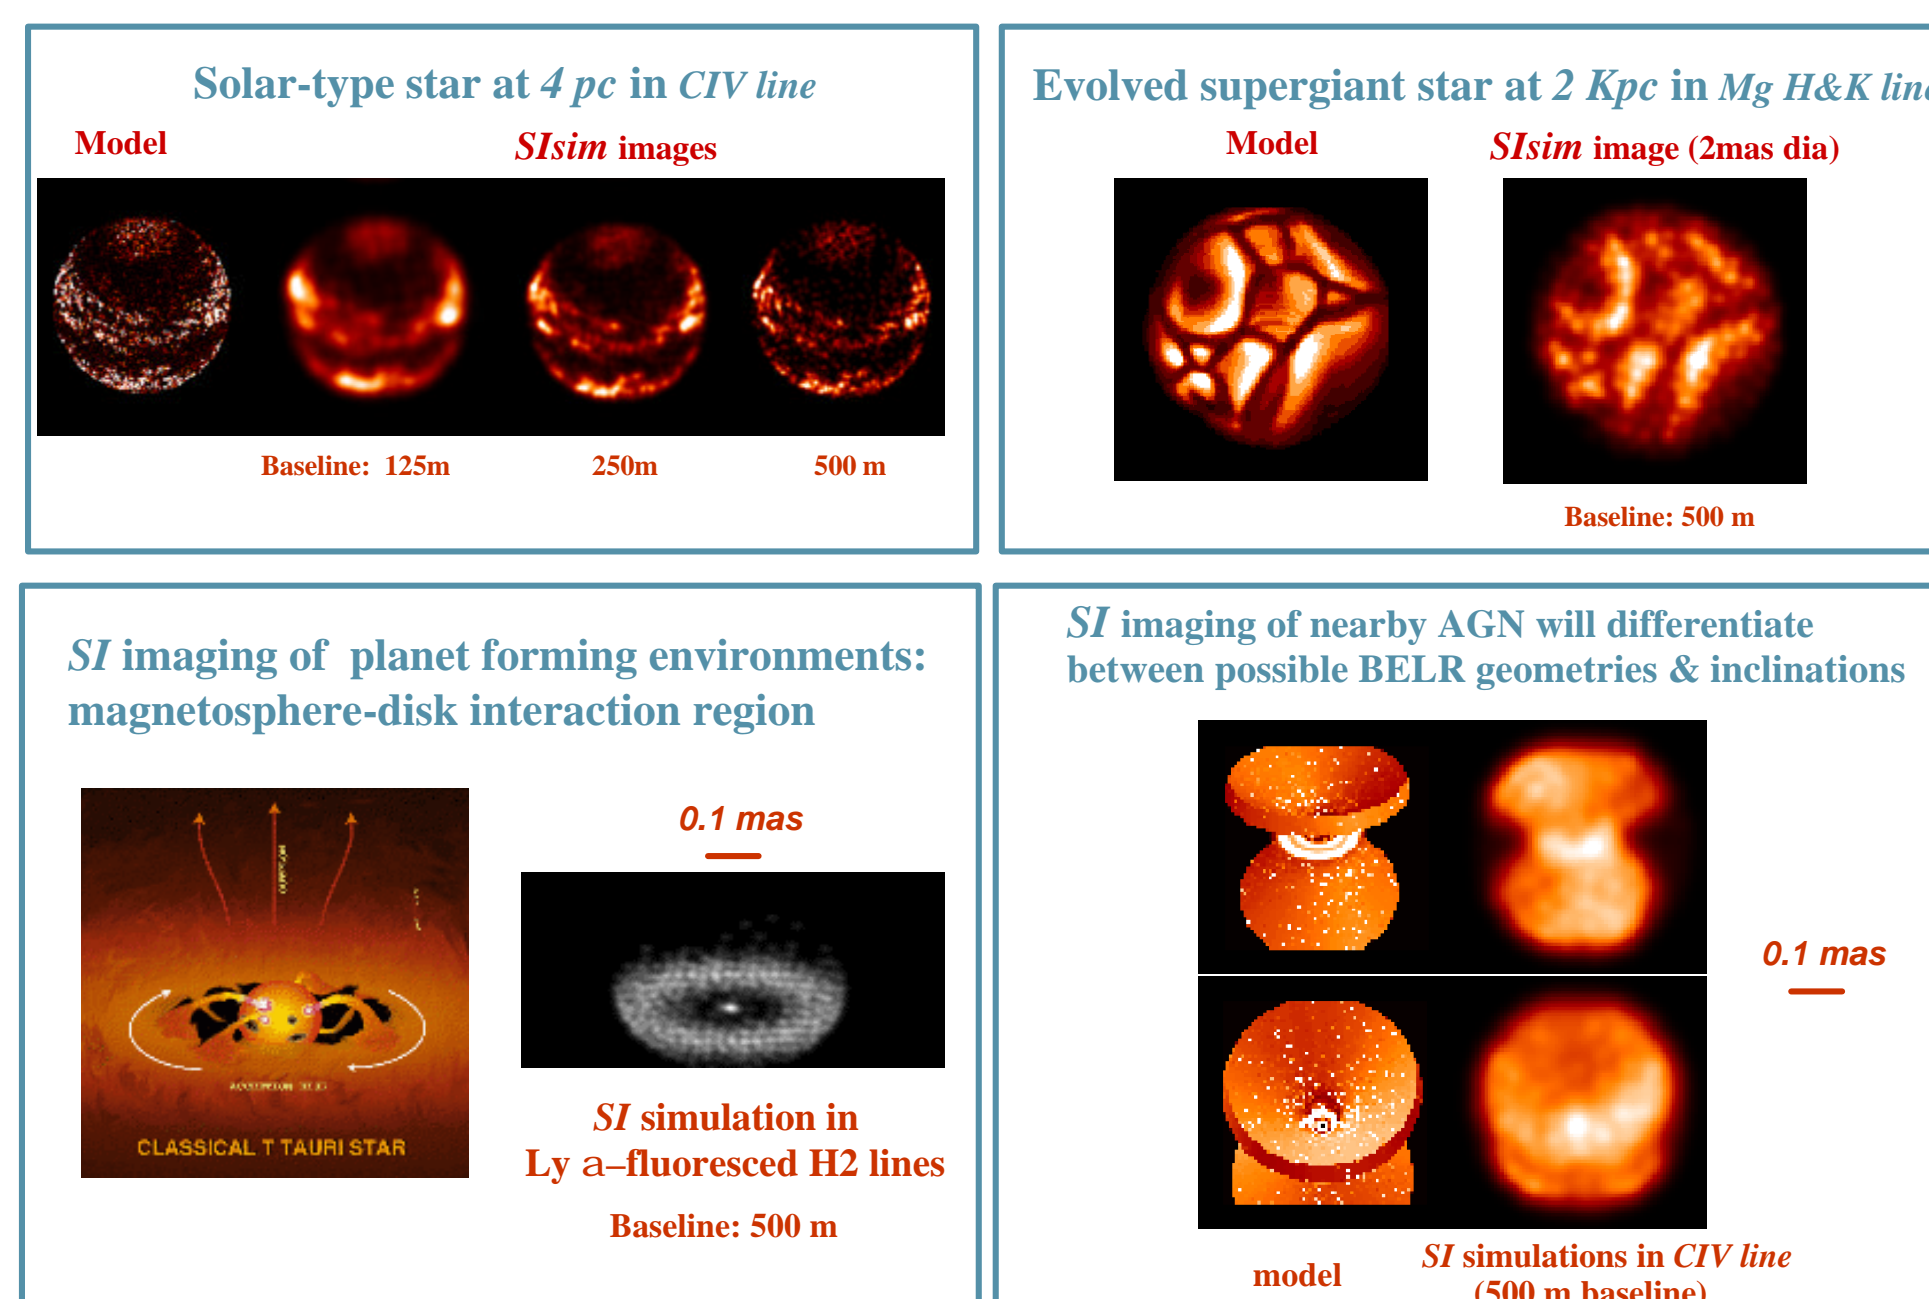 Solar-type star at 4 pc in CIV line
Model
SIsim images
Baseline: 125m
250m
500 m
Evolved supergiant star at 2 Kpc in Mg H&K line
Model
SIsim image (2mas dia)
Baseline: 500 m
SI imaging of planet forming environments:
magnetosphere-disk interaction region
CLASSICAL T TAURI STAR
0.1 mas
SI simulation in
Ly a–fluoresced H2 lines
Baseline: 500 m
SI imaging of nearby AGN will differentiate
between possible BELR geometries & inclinations
0.1 mas
model
SI simulations in CIV line
(500 m baseline)